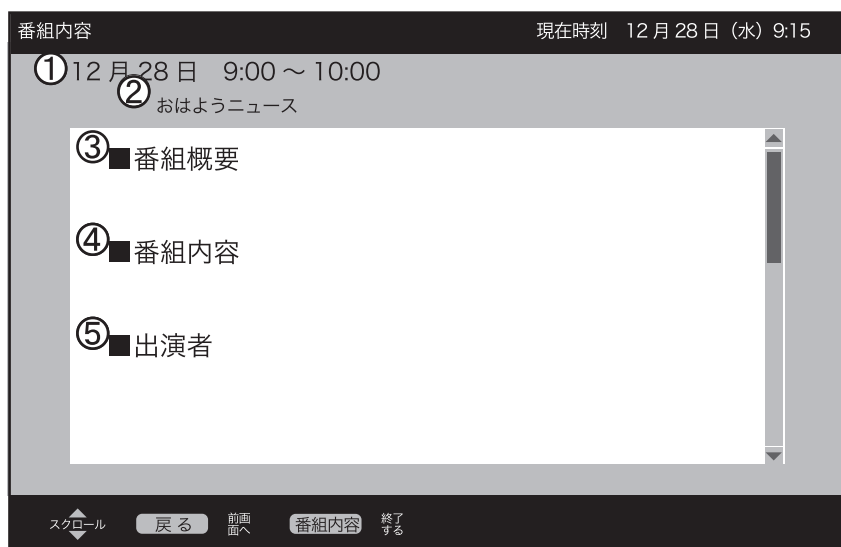 番組内容 現在時刻 12月28日（水）9:15
①12月28日 9:00～10:00
②おはようニュース
③■番組概要
④■番組内容
⑤■出演者
スクロール 戻る 前画面へ 番組内容 終了する